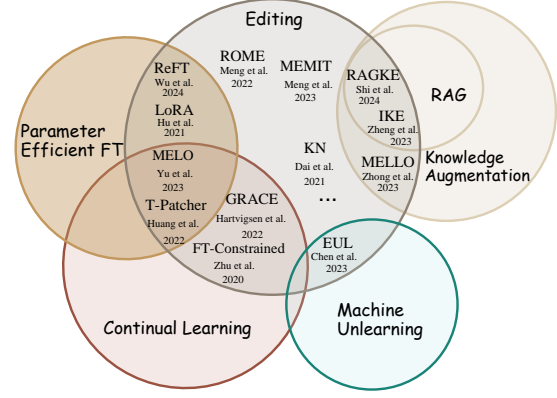 Editing
ROME
Meng et al.
2022
MEMIT
Meng et al.
2023
ReFT
Wu et al.
2024
LoRA
Hu et al.
2021
RAGKE
Shi et al.
2024
RAG
IKE
Zheng et al.
2023
Parameter
Efficient FT
MELO
Yu et al.
2023
KN
Dai et al.
2021
...
MELLO
Zhong et al.
2023
Knowledge
Augmentation
T-Patcher
Huang et al.
2022
GRACE
Hartvigsen et al.
2022
FT-Constrained
Zhu et al.
2020
EUL
Chen et al.
2023
Continual Learning
Machine
Unlearning